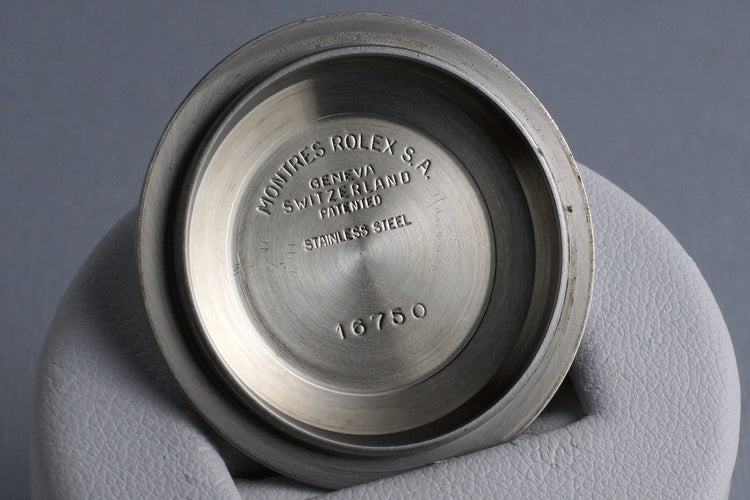 MONTRES ROLEX S.A.
GENEVA
SWITZERLAND
PATENTED
STAINLESS STEEL
16750